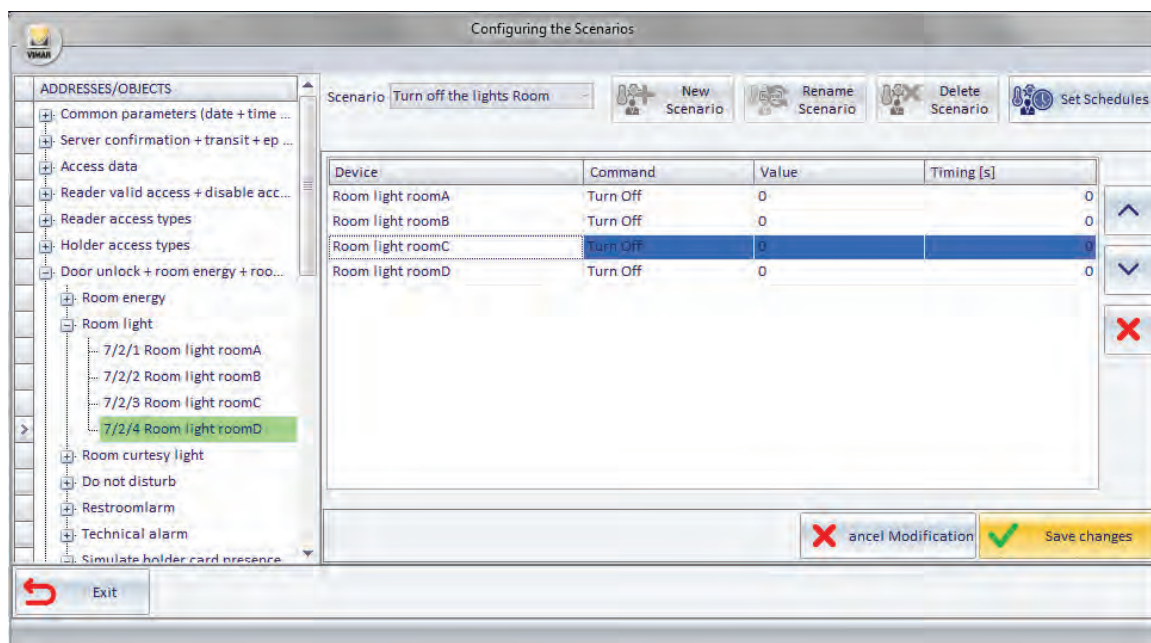 Configuring the Scenarios
VIMAR
ADDRESSES/OBJECTS
Common parameters (date + time ...
Server confirmation + transit + ep ...
Access data
Reader valid access + disable acc...
Reader access types
Holder access types
Door unlock + room energy + roo...
Room energy
Room light
7/2/1 Room light roomA
7/2/2 Room light roomB
7/2/3 Room light roomC
7/2/4 Room light roomD
Room curtesy light
Do not disturb
Restroomlarm
Technical alarm
Simulate holder card presence
Scenario Turn off the lights Room
New Scenario
Rename Scenario
Delete Scenario
Set Schedules
Device Command Value Timing [s]
Room light roomA Turn Off 0 0
Room light roomB Turn Off 0 0
Room light roomC Turn Off 0 0
Room light roomD Turn Off 0 0
ancel Modification
Save changes
Exit